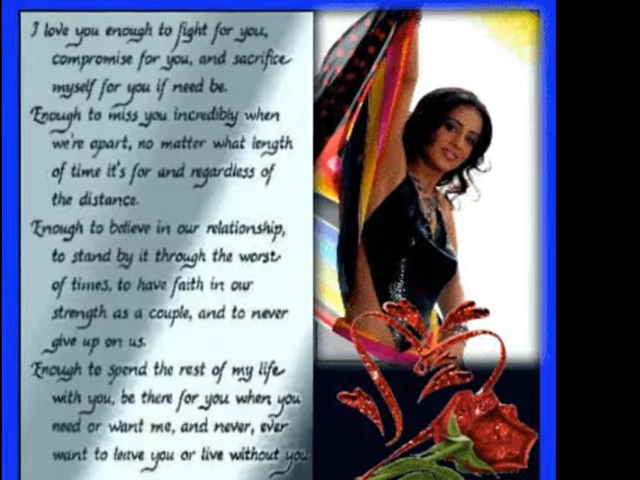 I love you enough to fight for you,
compromise for you, and sacrifice
myself for you if need be.
Enough to miss you incredibly when
we're apart, no matter what length
of time it's for and regardless of
the distance.
Enough to believe in our relationship,
to stand by it through the worst
of times, to have faith in our
strength as a couple, and to never
give up on us.
Enough to spend the rest of my life
with you, be there for you when you
need or want me, and never, ever
want to leave you or live without you